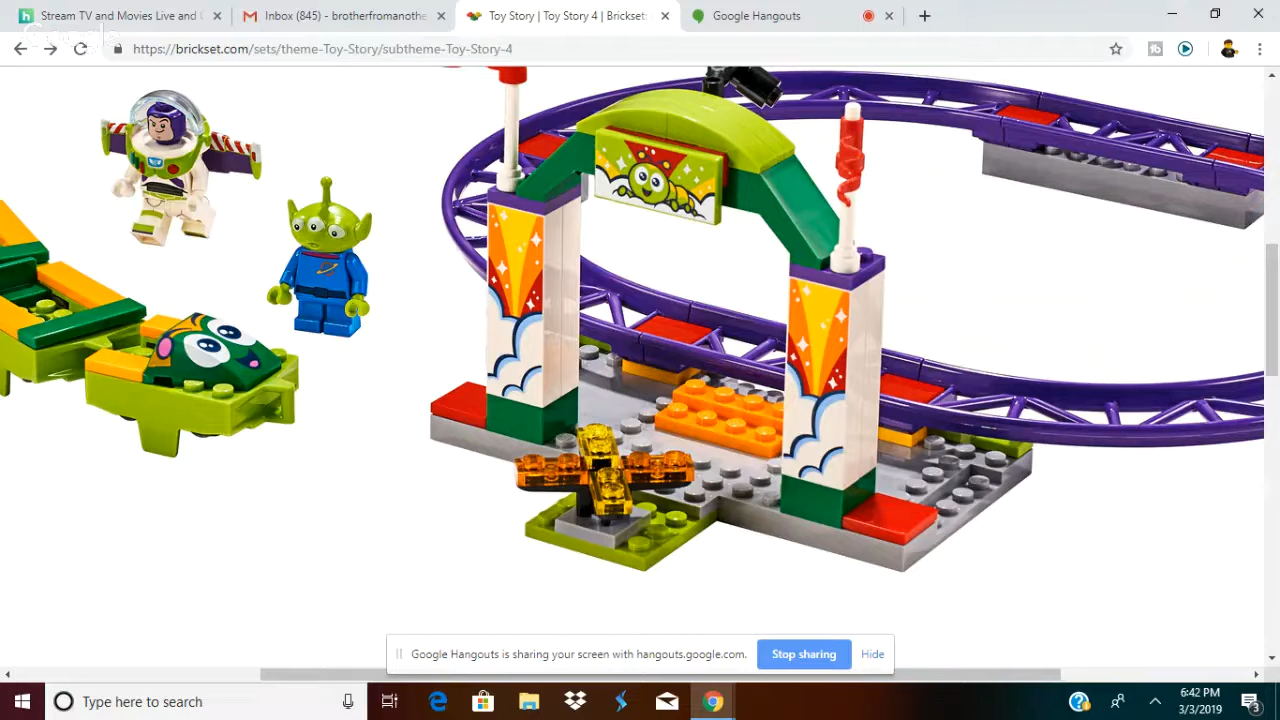 Stream TV and Movies Live and
Inbox (845) - brotherfromanothe
Toy Story | Toy Story 4 | Brickset:
Google Hangouts
https://brickset.com/sets/theme-Toy-Story/subtheme-Toy-Story-4
Google Hangouts is sharing your screen with hangouts.google.com.
Stop sharing
Hide
Type here to search
6:42 PM
3/3/2019
3